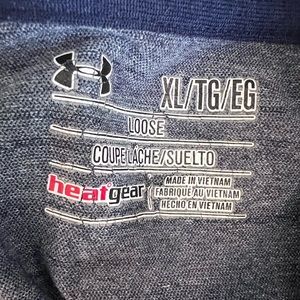 XL/TG/EG
LOOSE
COUPE LÂCHE/SUELTO
heatgear
MADE IN VIETNAM
FABRIQUÉ AU VIETNAM
HECHO EN VIETNAM